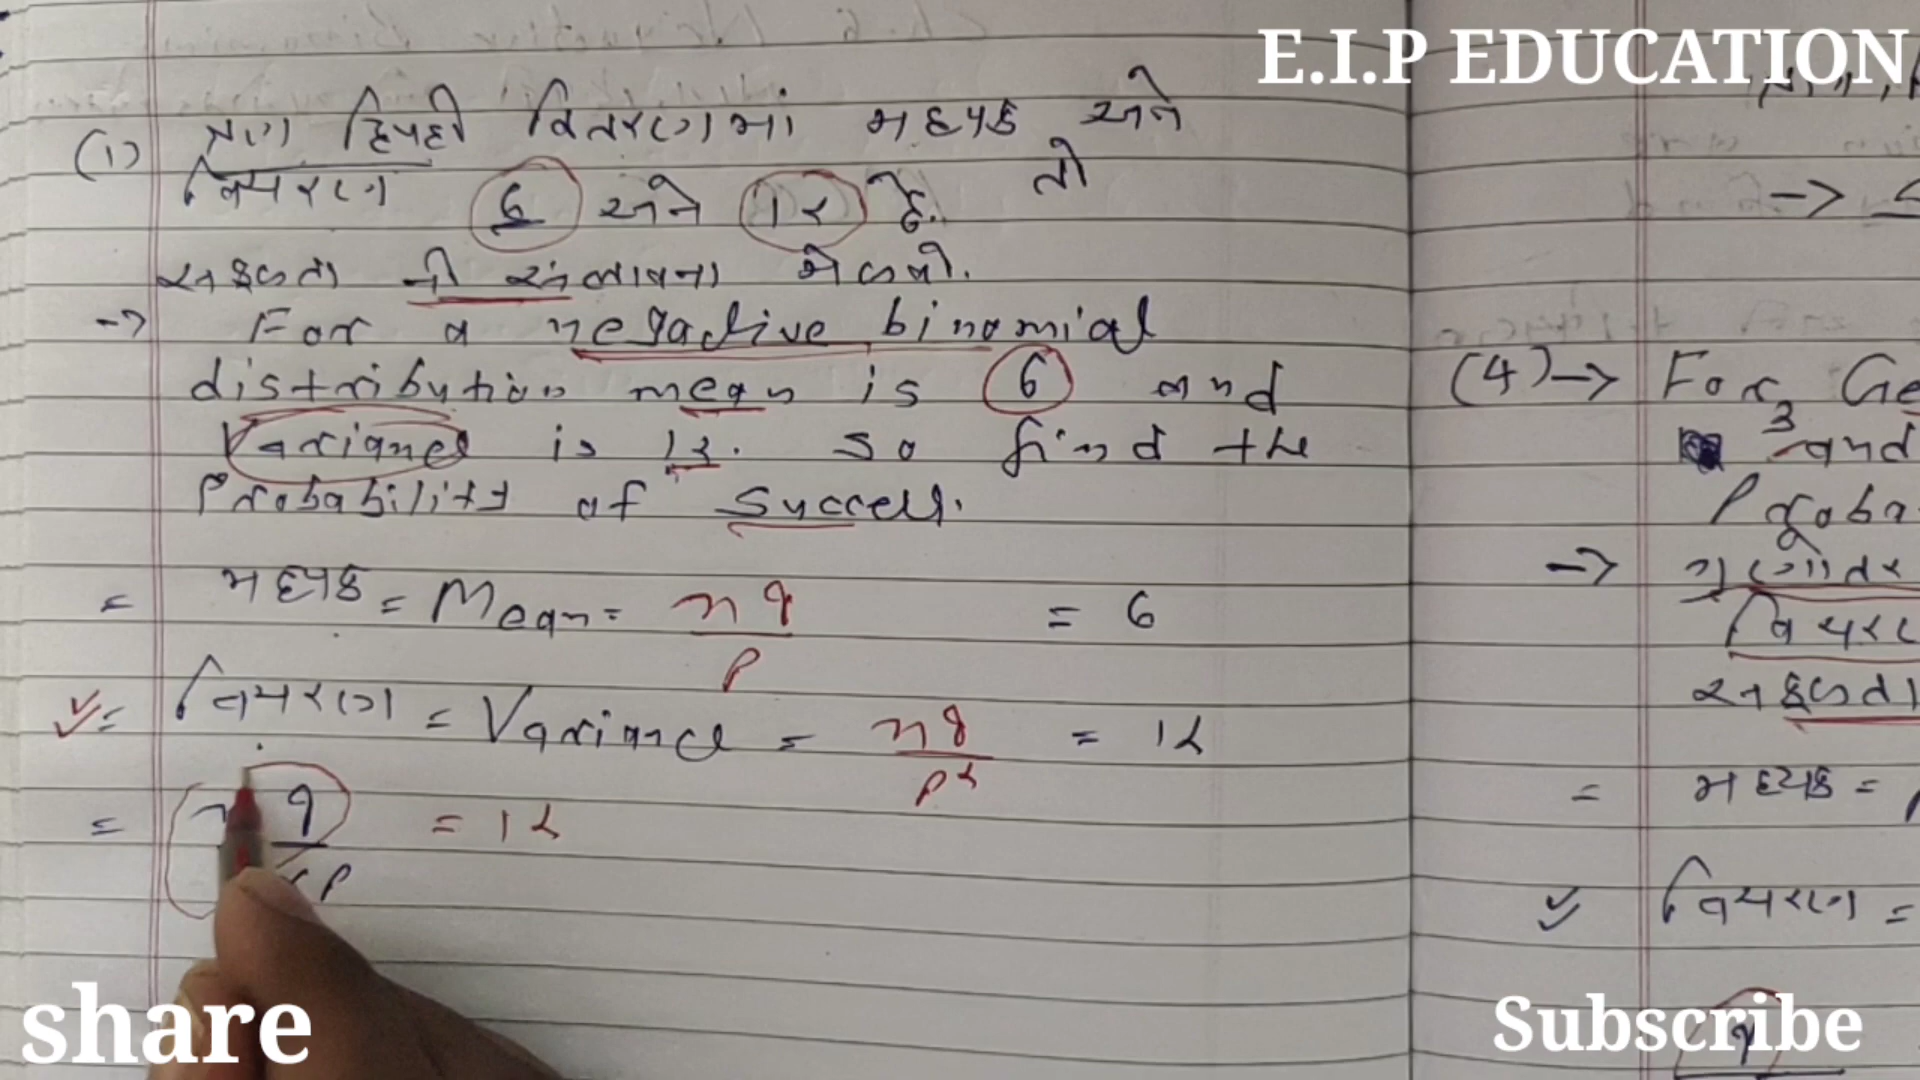 E.I.P EDUCATION
(1) ઋણ દ્વિપદી વિતરણમાં મધ્યક અને
વિચરણ 6 અને 12 છે. તો
સફળતા ની સંભાવના મેળવો.
-> For a negative binomial
distribution mean is 6 and
Variance is 12. So find the
Probability of Success.
= મધ્યક = Mean = nq/p = 6
= વિચરણ = Variance = nq/p² = 12
= q = 12
p
->
(4) -> For Ge
3 and
Proba
->
વિચરણ
સફળતા
= મધ્યક =
વિચરણ =
q
share
Subscribe